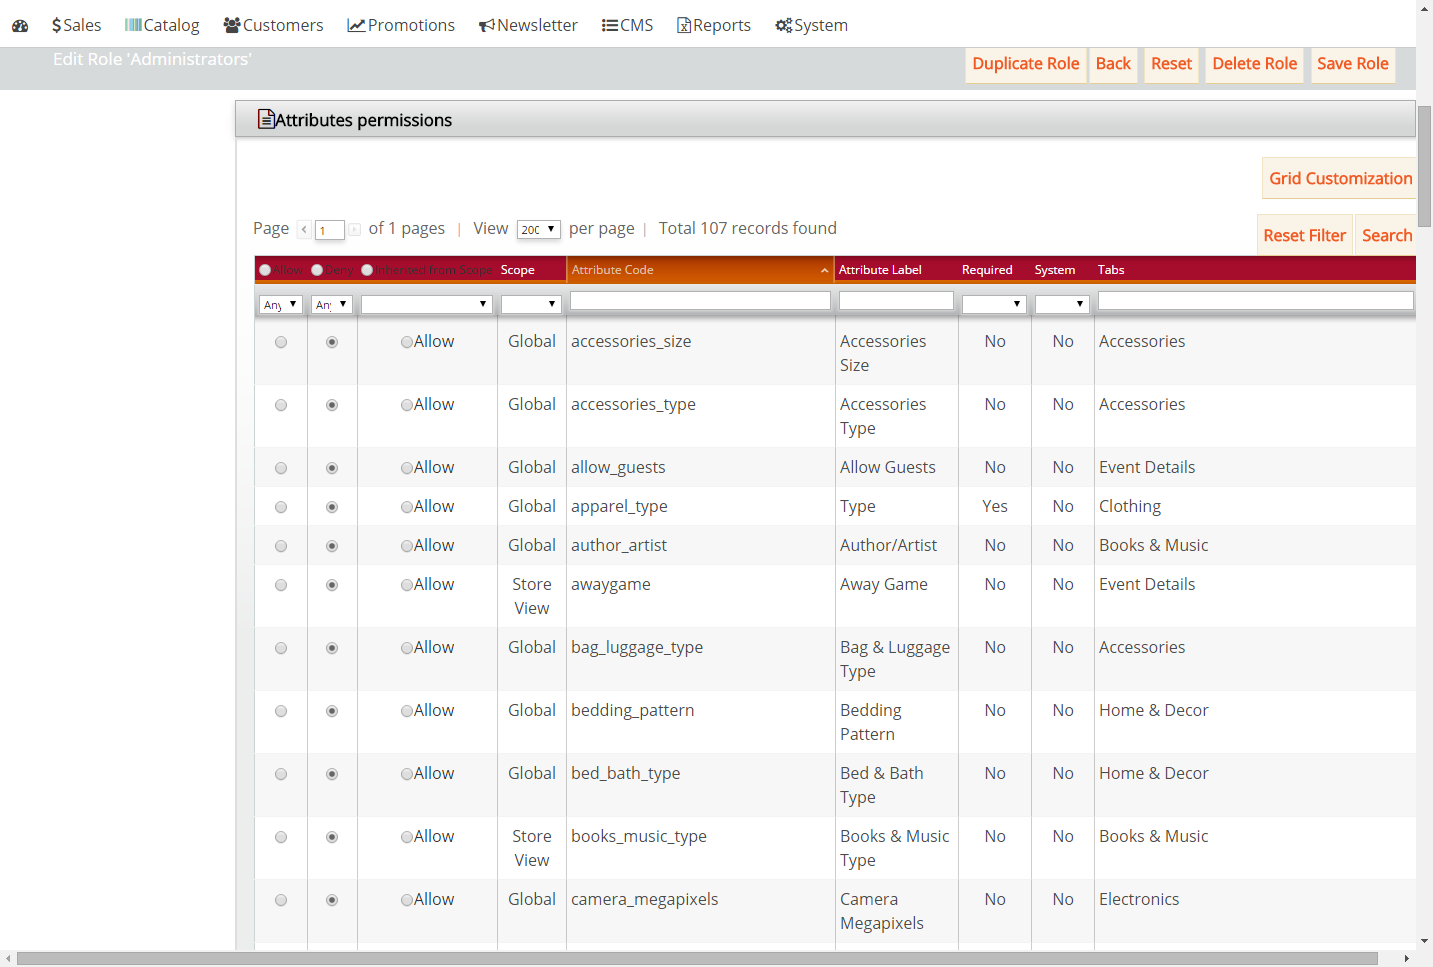 Sales Catalog Customers Promotions Newsletter CMS Reports System
Edit Role 'Administrators'
Duplicate Role Back Reset Delete Role Save Role
Attributes permissions
Grid Customization
Page 1 of 1 pages | View 200 per page | Total 107 records found
Reset Filter Search
Allow Deny Inherited from Scope Scope Attribute Code Attribute Label Required System Tabs
Any Any
Allow Global accessories_size Accessories Size No No Accessories
Allow Global accessories_type Accessories Type No No Accessories
Allow Global allow_guests Allow Guests No No Event Details
Allow Global apparel_type Type Yes No Clothing
Allow Global author_artist Author/Artist No No Books & Music
Allow Store View awaygame Away Game No No Event Details
Allow Global bag_luggage_type Bag & Luggage Type No No Accessories
Allow Global bedding_pattern Bedding Pattern No No Home & Decor
Allow Global bed_bath_type Bed & Bath Type No No Home & Decor
Allow Store View books_music_type Books & Music Type No No Books & Music
Allow Global camera_megapixels Camera Megapixels No No Electronics